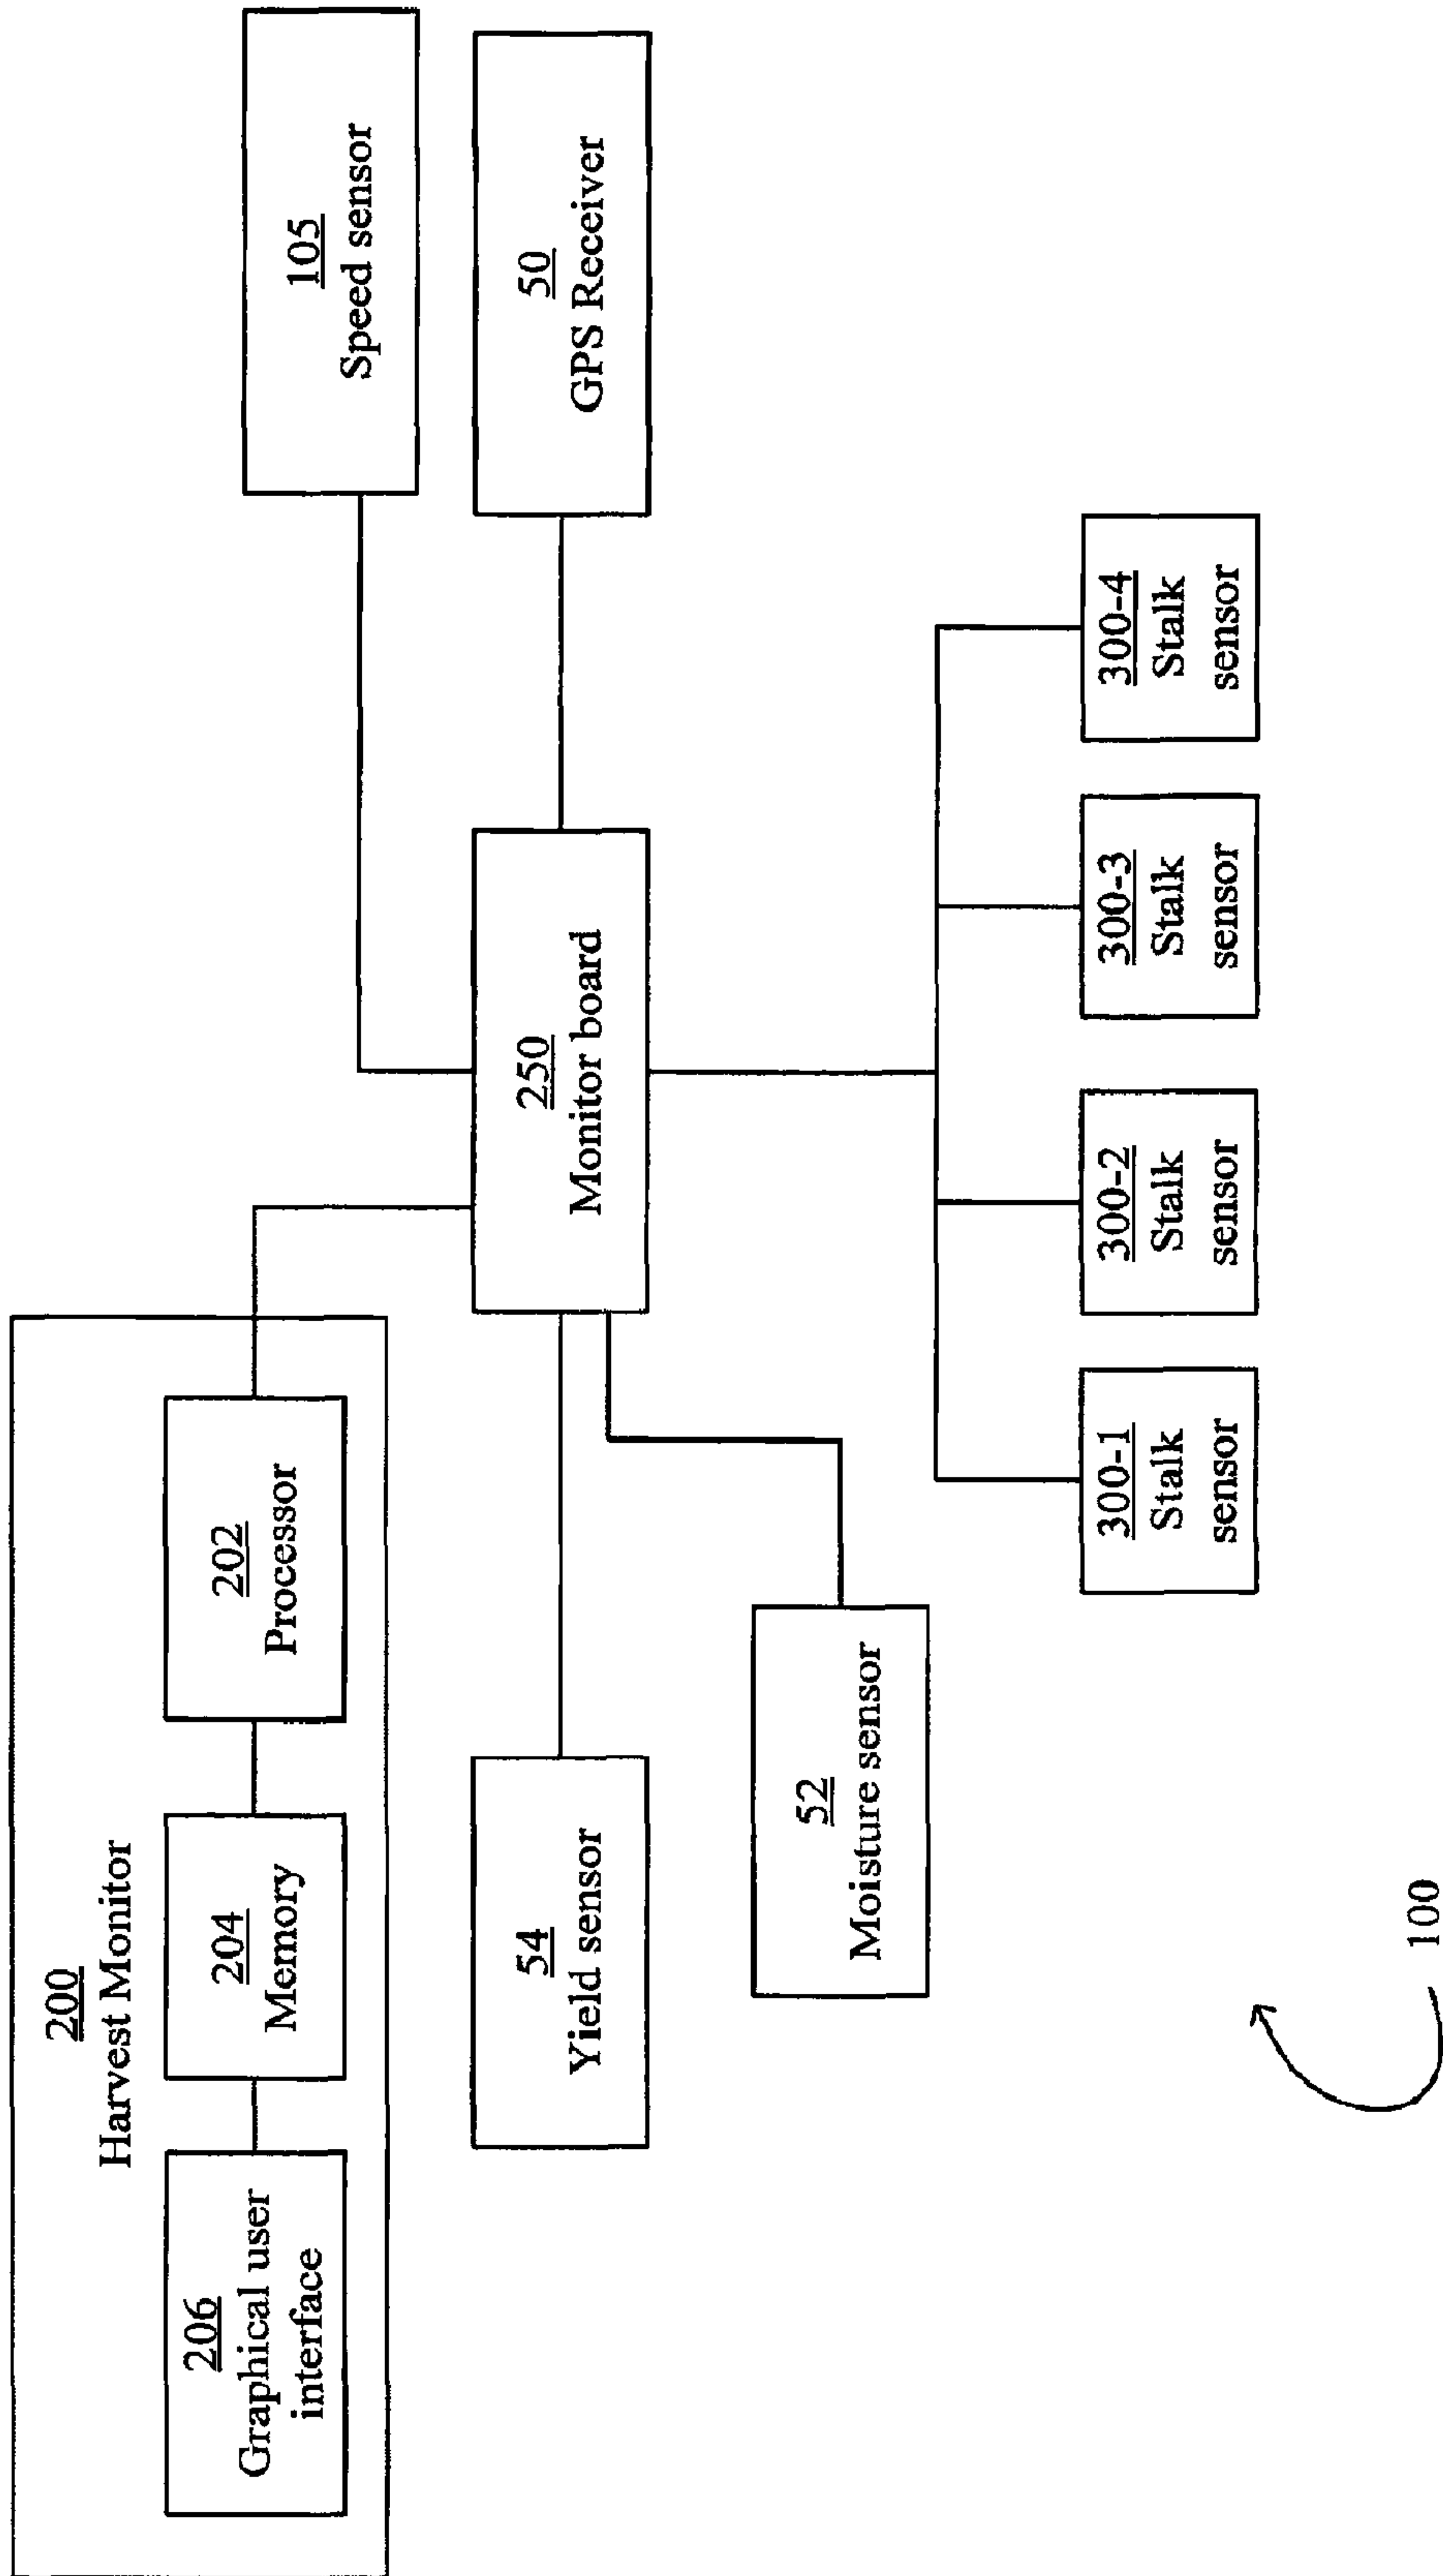 200
Harvest Monitor
206
Graphical user
interface
204
Memory
202
Processor
105
Speed sensor
54
Yield sensor
250
Monitor board
50
GPS Receiver
52
Moisture sensor
300-1
Stalk
sensor
300-2
Stalk
sensor
300-3
Stalk
sensor
300-4
Stalk
sensor
100